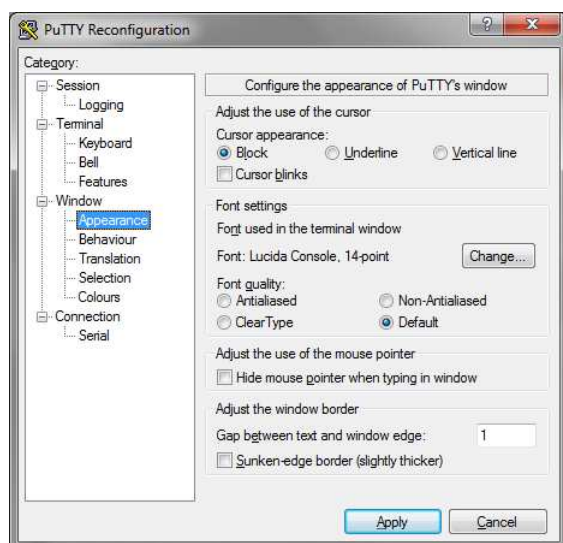 PuTTY Reconfiguration
Category:
Session
Logging
Terminal
Keyboard
Bell
Features
Window
Appearance
Behaviour
Translation
Selection
Colours
Connection
Serial
Configure the appearance of PuTTY's window
Adjust the use of the cursor
Cursor appearance:
Block Underline Vertical line
Cursor blinks
Font settings
Font used in the terminal window
Font: Lucida Console, 14-point Change...
Font quality:
Antialiased Non-Antialiased
ClearType Default
Adjust the use of the mouse pointer
Hide mouse pointer when typing in window
Adjust the window border
Gap between text and window edge: 1
Sunken-edge border (slightly thicker)
Apply Cancel